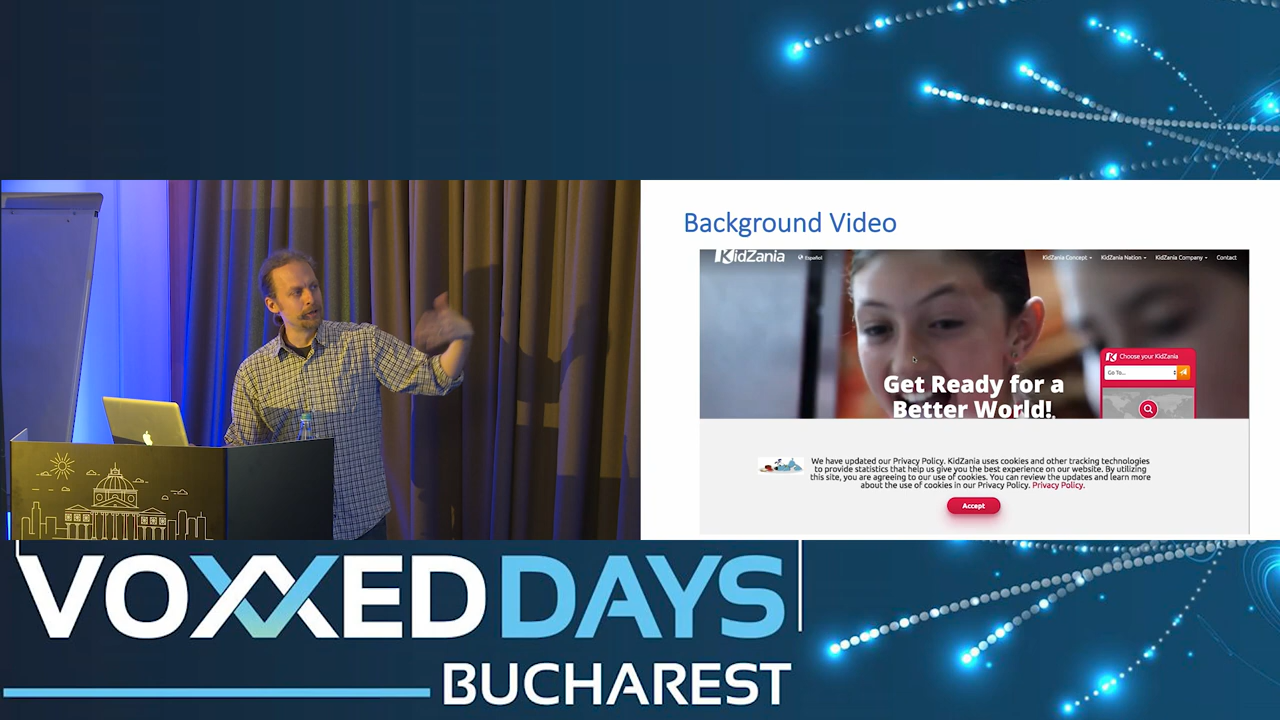 Background Video
KidZania
Español
KidZania Concept
KidZania Nation
KidZania Company
Contact
Choose your KidZania
Go To...
Get Ready for a
Better World!
We have updated our Privacy Policy. KidZania uses cookies and other tracking technologies
to provide statistics that help us give you the best experience on our website. By utilizing
this site, you are agreeing to our use of cookies. You can review the updates and learn more
about the use of cookies in our Privacy Policy. Privacy Policy.
Accept
VOXXED DAYS
BUCHAREST